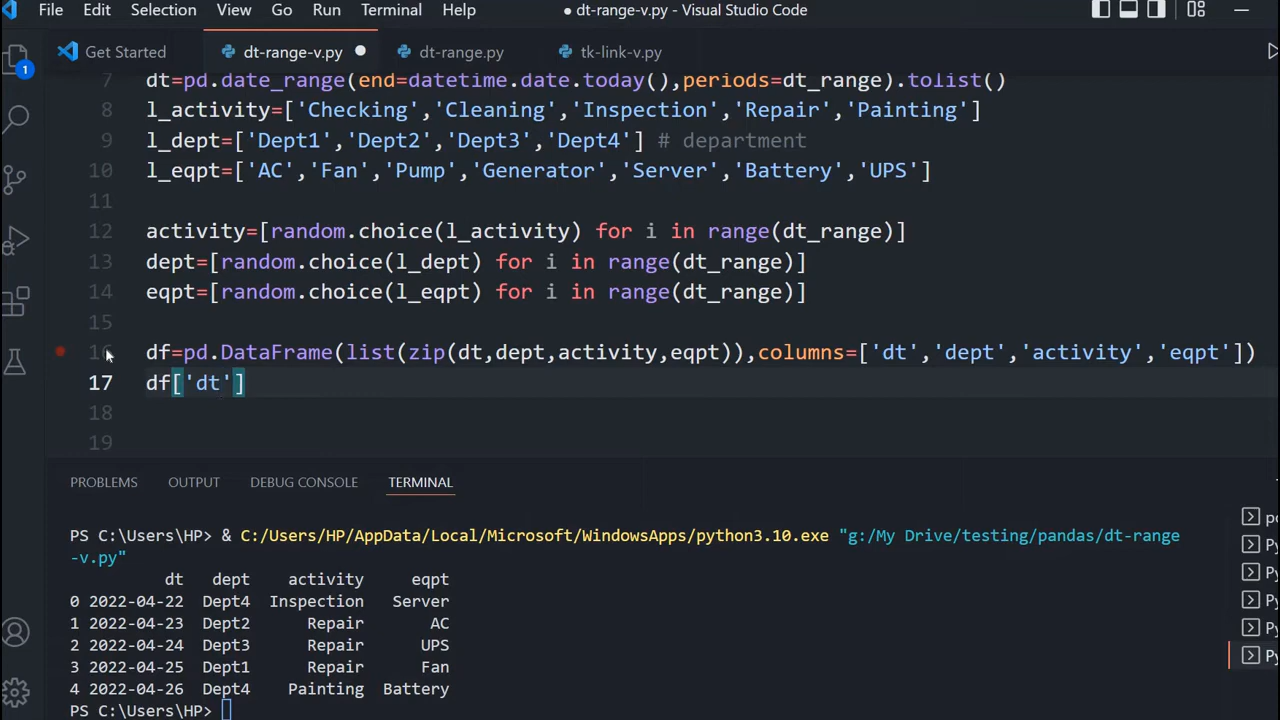 File Edit Selection View Go Run Terminal Help ● dt-range-v.py - Visual Studio Code
Get Started dt-range-v.py dt-range.py tk-link-v.py
1
7 dt=pd.date_range(end=datetime.date.today(),periods=dt_range).tolist()
8 l_activity=['Checking','Cleaning','Inspection','Repair','Painting']
9 l_dept=['Dept1','Dept2','Dept3','Dept4'] # department
10 l_eqpt=['AC','Fan','Pump','Generator','Server','Battery','UPS']
11
12 activity=[random.choice(l_activity) for i in range(dt_range)]
13 dept=[random.choice(l_dept) for i in range(dt_range)]
14 eqpt=[random.choice(l_eqpt) for i in range(dt_range)]
15
16 df=pd.DataFrame(list(zip(dt,dept,activity,eqpt)),columns=['dt','dept','activity','eqpt'])
17 df['dt']
18
19
PROBLEMS OUTPUT DEBUG CONSOLE TERMINAL
PS C:\Users\HP> & C:/Users/HP/AppData/Local/Microsoft/WindowsApps/python3.10.exe "g:/My Drive/testing/pandas/dt-range
-v.py"
dt dept activity eqpt
0 2022-04-22 Dept4 Inspection Server
1 2022-04-23 Dept2 Repair AC
2 2022-04-24 Dept3 Repair UPS
3 2022-04-25 Dept1 Repair Fan
4 2022-04-26 Dept4 Painting Battery
PS C:\Users\HP>